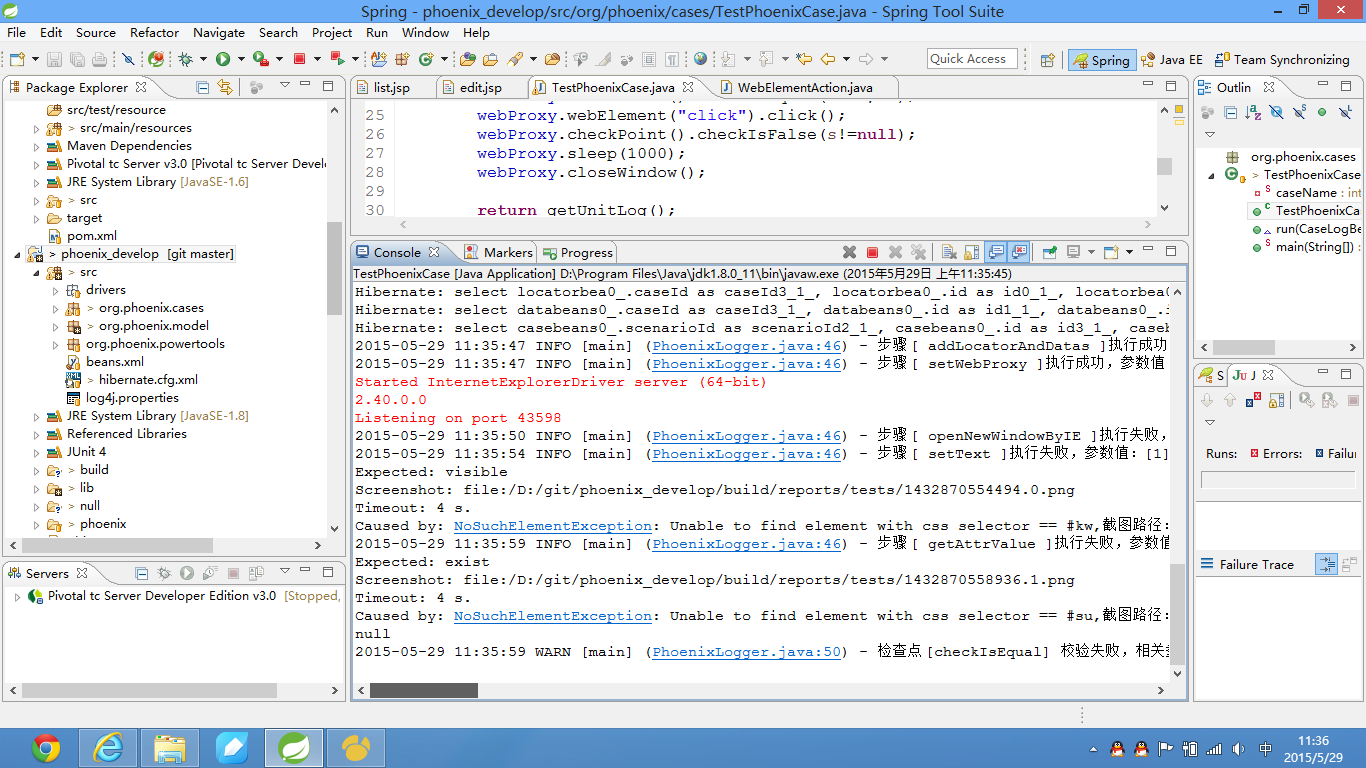 Spring - phoenix_develop/src/org/phoenix/cases/TestPhoenixCase.java - Spring Tool Suite
File Edit Source Refactor Navigate Search Project Run Window Help
Quick Access
Spring
Java EE
Team Synchronizing
Package Explorer
src/test/resource
> src/main/resources
Maven Dependencies
Pivotal tc Server v3.0 [Pivotal tc Server Devel
JRE System Library [JavaSE-1.6]
> src
target
pom.xml
> phoenix_develop [git master]
> src
drivers
> org.phoenix.cases
> org.phoenix.model
org.phoenix.powertools
beans.xml
> hibernate.cfg.xml
log4j.properties
JRE System Library [JavaSE-1.8]
Referenced Libraries
JUnit 4
> build
> lib
> null
> phoenix
Servers
Pivotal tc Server Developer Edition v3.0 [Stopped,
list.jsp
edit.jsp
TestPhoenixCase.java
WebElementAction.java
25 webProxy.webElement("click").click();
26 webProxy.checkPoint().checkIsFalse(s!=null);
27 webProxy.sleep(1000);
28 webProxy.closeWindow();
29
30 return getUnitLog();
Console
Markers
Progress
TestPhoenixCase [Java Application] D:\Program Files\Java\jdk1.8.0_11\bin\javaw.exe (2015年5月29日 上午11:35:45)
Hibernate: select locatorbea0_.caseId as caseId3_1_, locatorbea0_.id as id0_1_, locatorbea0
Hibernate: select databeans0_.caseId as caseId3_1_, databeans0_.id as id1_1_, databeans0_.i
Hibernate: select casebeans0_.scenarioId as scenarioId2_1_, casebeans0_.id as id3_1_, caseb
2015-05-29 11:35:47 INFO [main] (PhoenixLogger.java:46) - 步骤[ addLocatorAndDatas ]执行成功
2015-05-29 11:35:47 INFO [main] (PhoenixLogger.java:46) - 步骤[ setWebProxy ]执行成功，参数值
Started InternetExplorerDriver server (64-bit)
2.40.0.0
Listening on port 43598
2015-05-29 11:35:50 INFO [main] (PhoenixLogger.java:46) - 步骤[ openNewWindowByIE ]执行失败，
2015-05-29 11:35:54 INFO [main] (PhoenixLogger.java:46) - 步骤[ setText ]执行失败，参数值：[1]
Expected: visible
Screenshot: file:/D:/git/phoenix_develop/build/reports/tests/1432870554494.0.png
Timeout: 4 s.
Caused by: NoSuchElementException: Unable to find element with css selector == #kw,截图路径：
2015-05-29 11:35:59 INFO [main] (PhoenixLogger.java:46) - 步骤[ getAttrValue ]执行失败，参数值
Expected: exist
Screenshot: file:/D:/git/phoenix_develop/build/reports/tests/1432870558936.1.png
Timeout: 4 s.
Caused by: NoSuchElementException: Unable to find element with css selector == #su,截图路径：
null
2015-05-29 11:35:59 WARN [main] (PhoenixLogger.java:50) - 检查点[checkIsEqual] 校验失败，相关
Outlin
org.phoenix.cases
> TestPhoenixCase
caseName : int
TestPhoenixCa
run(CaseLogBe
main(String[]) :
S
J
Runs:
Errors:
Failu
Failure Trace
中
11:36
2015/5/29